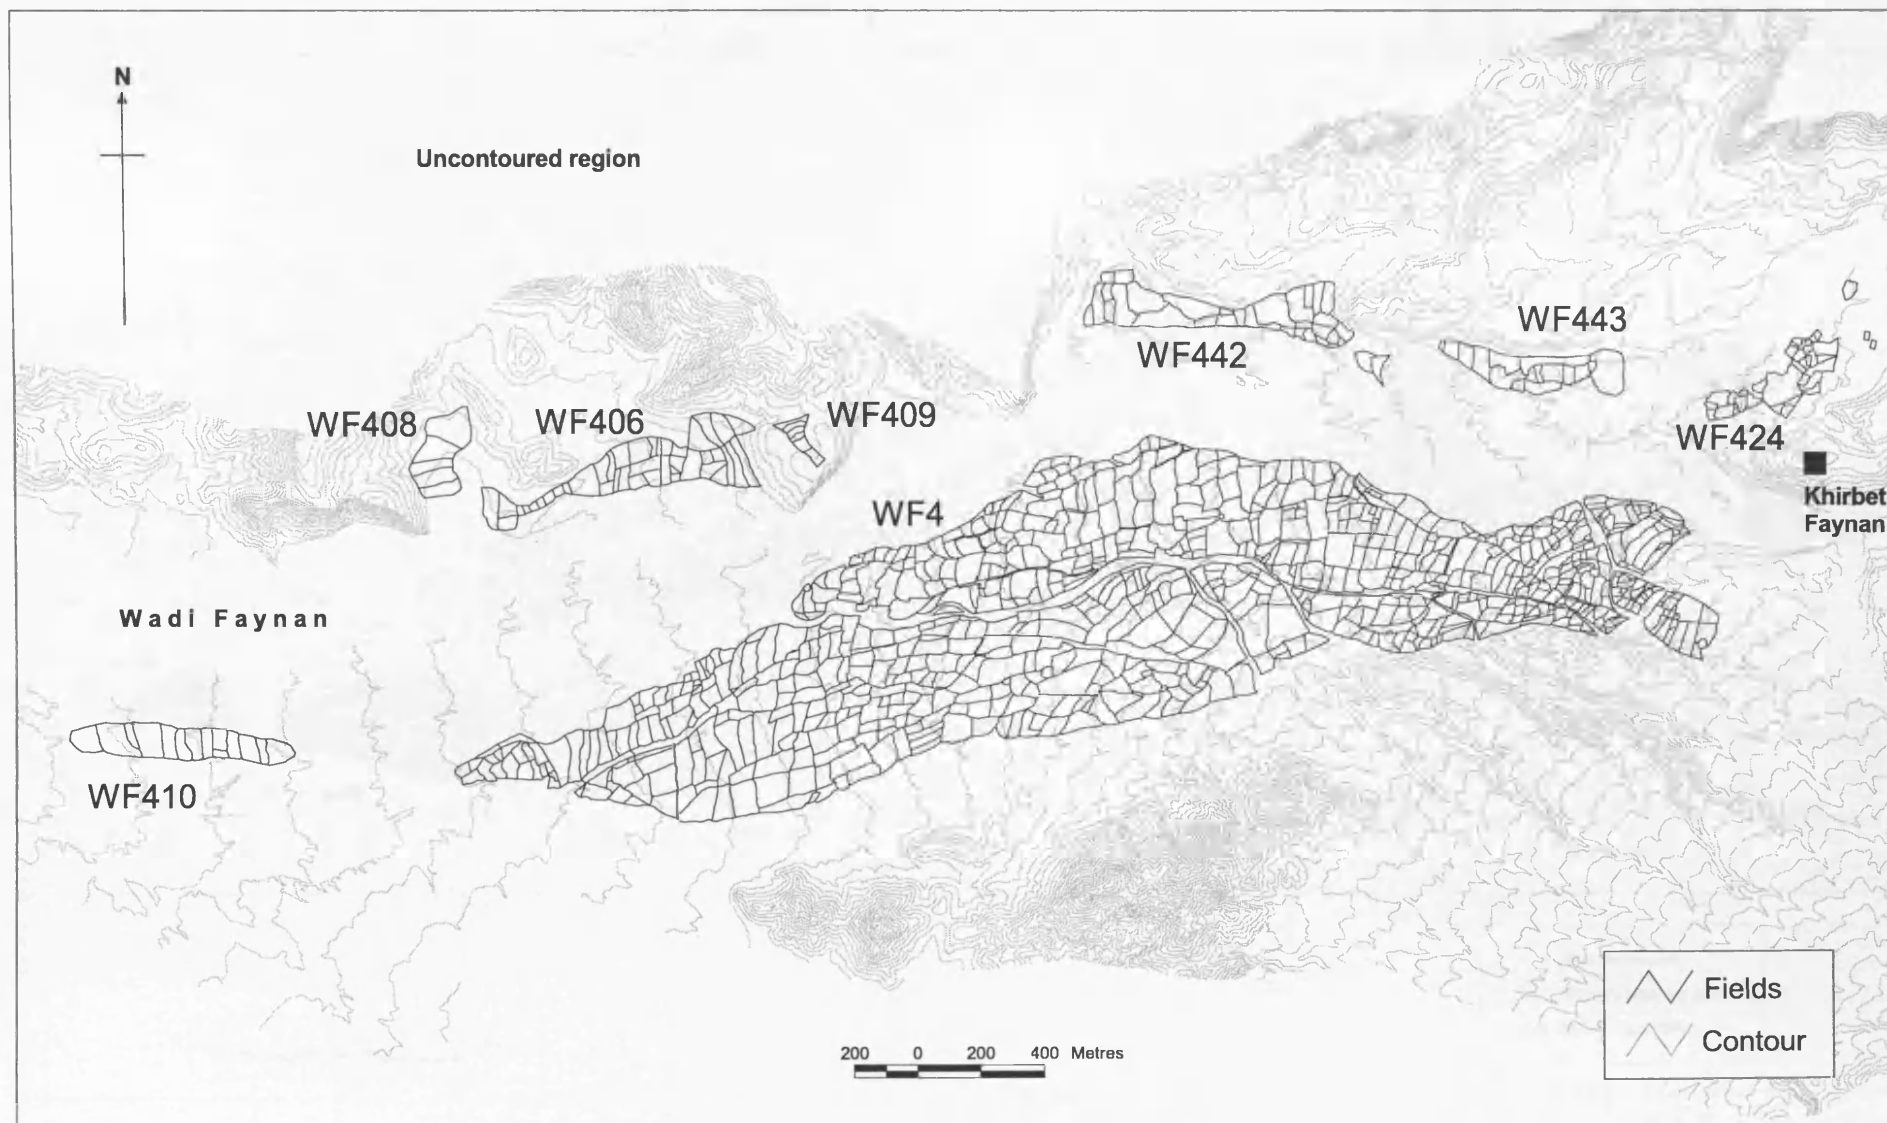 N
Uncontoured region
WF443
WF442
WF408
WF406
WF409
WF424
Khirbet
Faynan
WF4
Wadi Faynan
WF410
Fields
Contour
200 0 200 400 Metres